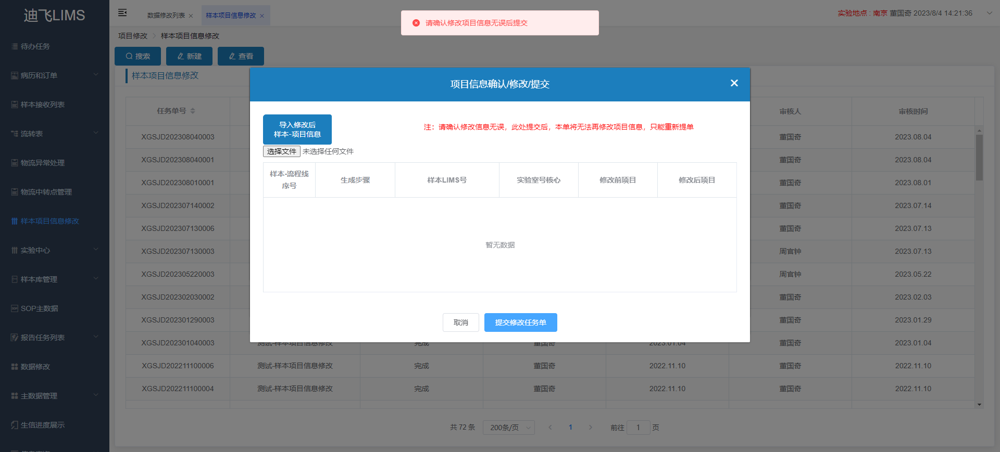 迪飞LIMS
待办任务
病历和订单
样本接收列表
流转表
物流异常处理
物流中转点管理
样本项目信息修改
实验中心
样本库管理
SOP主数据
报告任务列表
数据修改
主数据管理
生信进度展示
数据修改列表 ×
样本项目信息修改 ×
请确认修改项目信息无误后提交
实验地点 : 南京 董国奇 2023/8/4 14:21:36
项目修改 > 样本项目信息修改
搜索 新建 查看
样本项目信息修改
任务单号 审核人 审核时间
XGSJD202308040003 董国奇 2023.08.04
XGSJD202308040001 董国奇 2023.08.04
XGSJD202308010001 董国奇 2023.08.01
XGSJD202307140002 董国奇 2023.07.14
XGSJD202307130006 董国奇 2023.07.13
XGSJD202307130003 周官钟 2023.07.13
XGSJD202305220003 周官钟 2023.05.22
XGSJD202302030002 董国奇 2023.02.03
XGSJD202301290003 董国奇 2023.01.29
XGSJD202301040003 测试-样本项目信息修改 完成 董国奇 2023.01.04 董国奇 2023.01.04
XGSJD202211100006 测试-样本项目信息修改 完成 董国奇 2022.11.10 董国奇 2022.11.10
XGSJD202211100004 测试-样本项目信息修改 完成 董国奇 2022.11.10 董国奇 2022.11.10
共 72 条 200条/页 < 1 > 前往 1 页
项目信息确认/修改/提交
导入修改后
样本-项目信息
注：请确认修改信息无误，此处提交后，本单将无法再修改项目信息，只能重新提单
选择文件 未选择任何文件
样本-流程线
序号
生成步骤
样本LIMS号
实验室号核心
修改前项目
修改后项目
暂无数据
取消 提交修改任务单